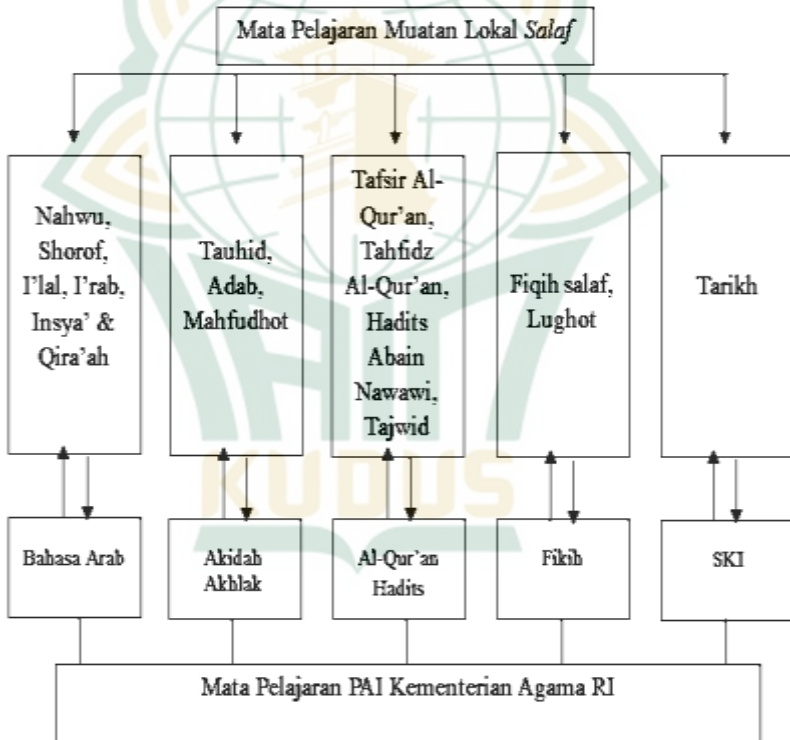 Mata Pelajaran Muatan Lokal Salaf
Nahwu,
Shorof,
I'lal, I'rab,
Insya' &
Qira'ah
Tauhid,
Adab,
Mahfudhot
Tafsir Al-
Qur'an,
Tahfidz
Al-Qur'an,
Hadits
Abain
Nawawi,
Tajwid
Fiqih salaf,
Lughot
Tarikh
Bahasa Arab
Akidah
Akhlak
Al-Qur'an
Hadits
Fikih
SKI
Mata Pelajaran PAI Kementerian Agama RI
KUDUS